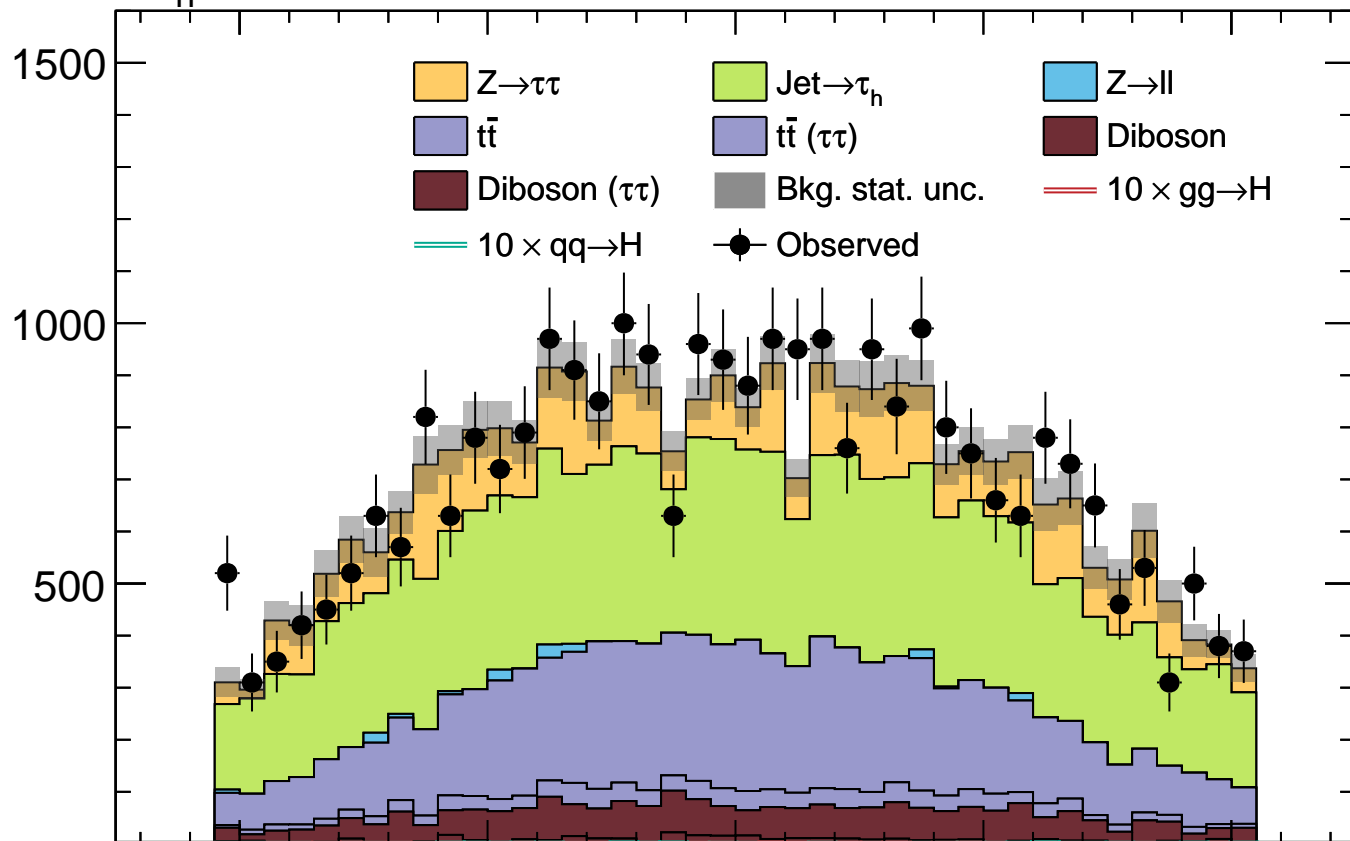 1500
Z→ττ Jet→τh Z→ll
tt̄ tt̄ (ττ) Diboson
Diboson (ττ) Bkg. stat. unc. 10 × gg→H
10 × qq→H Observed
1000
500